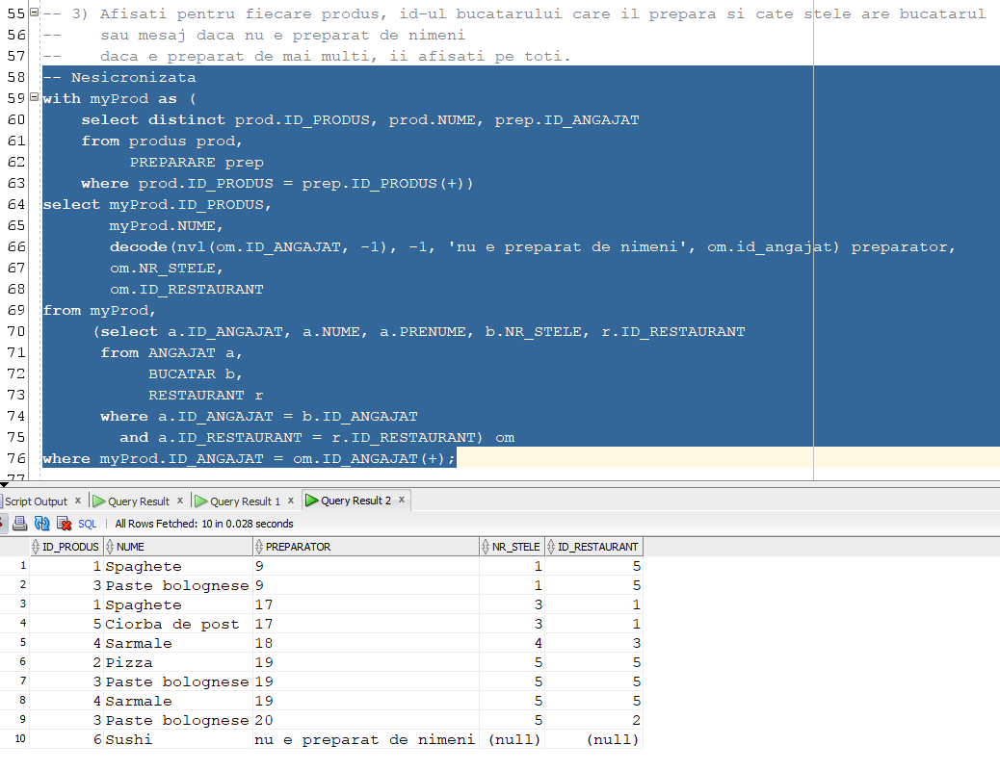 55 -- 3) Afisati pentru fiecare produs, id-ul bucatarului care il prepara si cate stele are bucatarul
56 -- sau mesaj daca nu e preparat de nimeni
57 -- daca e preparat de mai multi, ii afisati pe toti.
58 -- Nesicronizata
59 with myProd as (
60 select distinct prod.ID_PRODUS, prod.NUME, prep.ID_ANGAJAT
61 from produs prod,
62 PREPARARE prep
63 where prod.ID_PRODUS = prep.ID_PRODUS(+))
64 select myProd.ID_PRODUS,
65 myProd.NUME,
66 decode(nvl(om.ID_ANGAJAT, -1), -1, 'nu e preparat de nimeni', om.id_angajat) preparator,
67 om.NR_STELE,
68 om.ID_RESTAURANT
69 from myProd,
70 (select a.ID_ANGAJAT, a.NUME, a.PRENUME, b.NR_STELE, r.ID_RESTAURANT
71 from ANGAJAT a,
72 BUCATAR b,
73 RESTAURANT r
74 where a.ID_ANGAJAT = b.ID_ANGAJAT
75 and a.ID_RESTAURANT = r.ID_RESTAURANT) om
76 where myProd.ID_ANGAJAT = om.ID_ANGAJAT(+);
77
Script Output x Query Result x Query Result 1 x Query Result 2 x
SQL | All Rows Fetched: 10 in 0.028 seconds
ID_PRODUS NUME PREPARATOR NR_STELE ID_RESTAURANT
1 1 Spaghete 9 1 5
2 3 Paste bolognese 9 1 5
3 1 Spaghete 17 3 1
4 5 Ciorba de post 17 3 1
5 4 Sarmale 18 4 3
6 2 Pizza 19 5 5
7 3 Paste bolognese 19 5 5
8 4 Sarmale 19 5 5
9 3 Paste bolognese 20 5 2
10 6 Sushi nu e preparat de nimeni (null) (null)